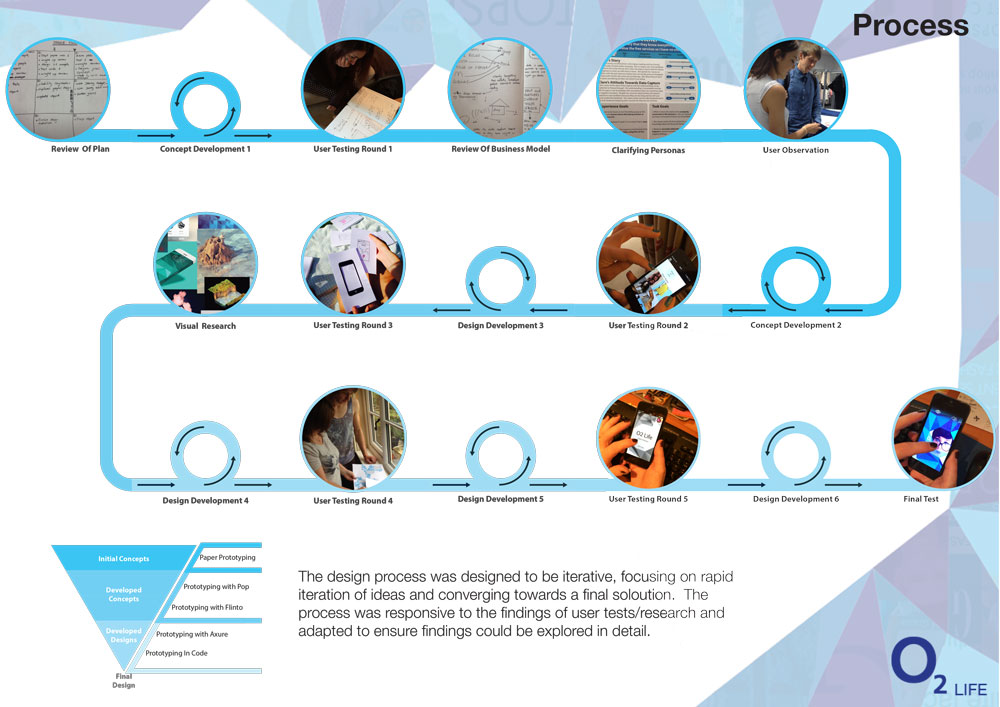 Process
Review Of Plan
Concept Development 1
User Testing Round 1
Review Of Business Model
Clarifying Personas
User Observation
Visual Research
User Testing Round 3
Design Development 3
User Testing Round 2
Concept Development 2
O2 Life
Design Development 4
User Testing Round 4
Design Development 5
User Testing Round 5
Design Development 6
Final Test
Initial Concepts
Paper Prototyping
Developed
Concepts
Prototyping with Pop
Prototyping with Flinto
Developed
Designs
Prototyping with Axure
Prototyping In Code
Final
Design
The design process was designed to be iterative, focusing on rapid
iteration of ideas and converging towards a final soloution. The
process was responsive to the findings of user tests/research and
adapted to ensure findings could be explored in detail.
O2 LIFE